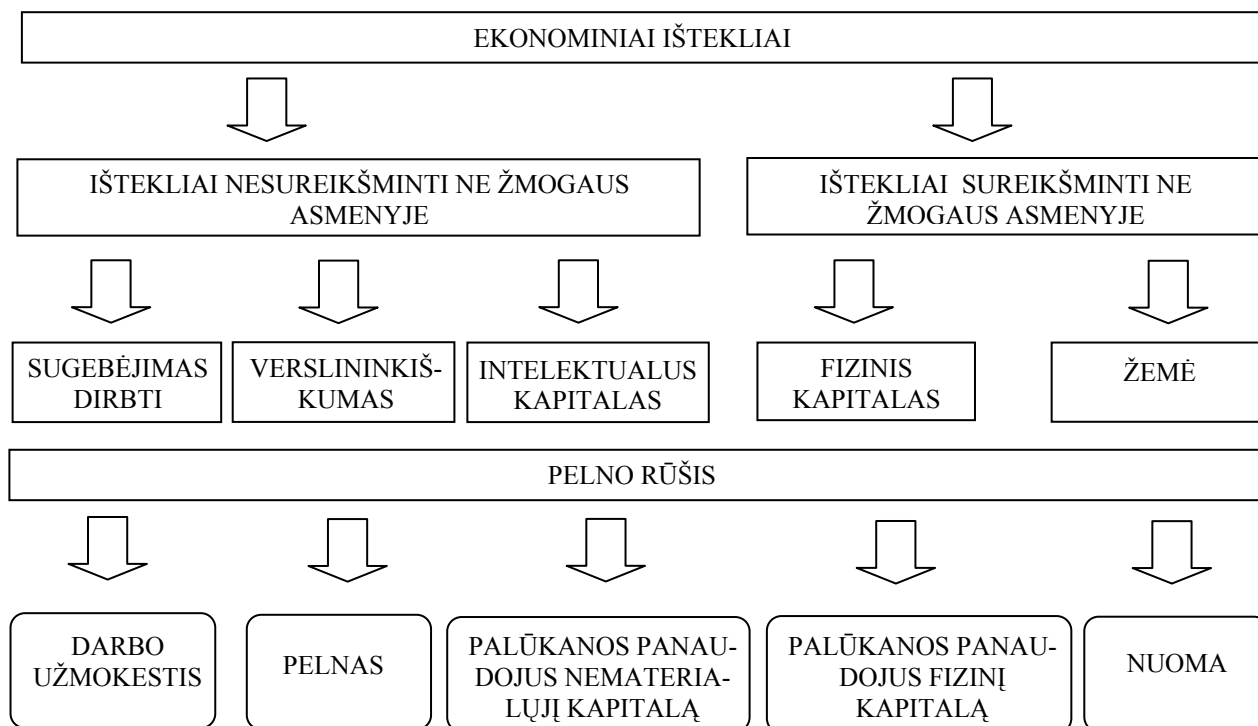 EKONOMINIAI IŠTEKLIAI
IŠTEKLIAI NESUREIKŠMINTI NE ŽMOGAUS
ASMENYJE
IŠTEKLIAI SUREIKŠMINTI NE
ŽMOGAUS ASMENYJE
SUGEBĖJIMAS
DIRBTI
VERSLININKIŠ-
KUMAS
INTELEKTUALUS
KAPITALAS
FIZINIS
KAPITALAS
ŽEMĖ
PELNO RŪŠIS
DARBO
UŽMOKESTIS
PELNAS
PALŪKANOS PANAU-
DOJUS NEMATERIA-
LŲJĮ KAPITALĄ
PALŪKANOS PANAU-
DOJUS FIZINĮ
KAPITALĄ
NUOMA